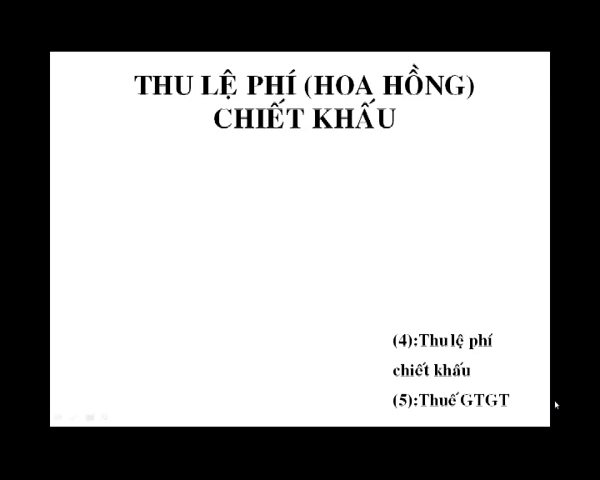 THU LỆ PHÍ (HOA HỒNG)
CHIẾT KHẤU
(4):Thu lệ phí
chiết khấu
(5):Thuế GTGT